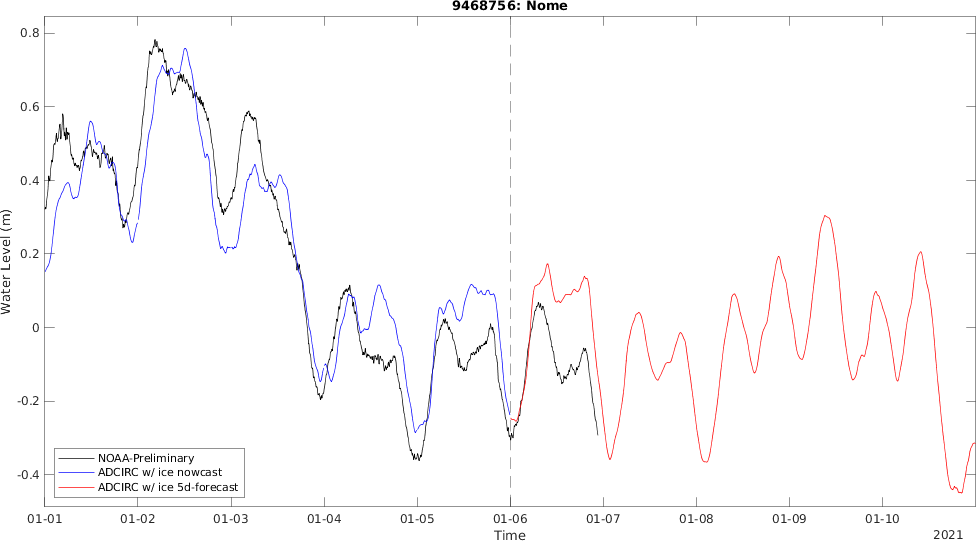 9468756: Nome
Water Level (m)
0.8
0.6
0.4
0.2
0
-0.2
-0.4
NOAA-Preliminary
ADCIRC w/ ice nowcast
ADCIRC w/ ice 5d-forecast
01-01 01-02 01-03 01-04 01-05 01-06 01-07 01-08 01-09 01-10
Time
2021